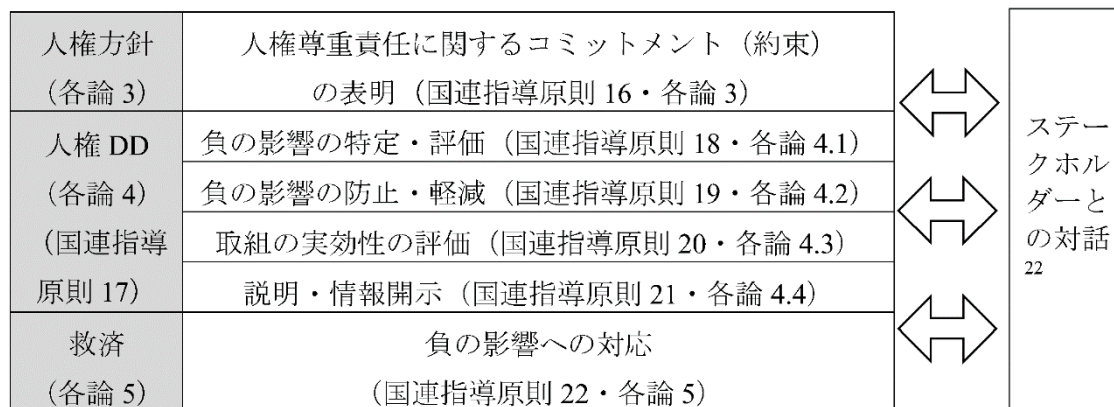 人権方針
(各論 3)
人権尊重責任に関するコミットメント（約束）
の表明（国連指導原則 16・各論 3）
人権 DD
(各論 4)
（国連指導
原則 17）
負の影響の特定・評価（国連指導原則 18・各論 4.1）
負の影響の防止・軽減（国連指導原則 19・各論 4.2）
取組の実効性の評価（国連指導原則 20・各論 4.3）
説明・情報開示（国連指導原則 21・各論 4.4）
救済
(各論 5)
負の影響への対応
（国連指導原則 22・各論 5）
ステー
クホル
ダーと
の対話
22